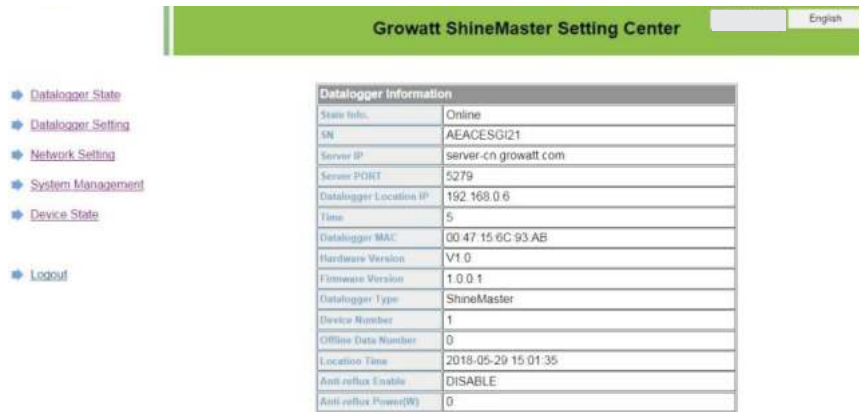 Growatt ShineMaster Setting Center
English
Datalogger State
Datalogger Setting
Network Setting
System Management
Device State
Logout
Datalogger Information
State Info. Online
SN AEACESGI21
Server IP server-cn.growatt.com
Server PORT 5279
Datalogger Location IP 192.168.0.6
Time 5
Datalogger MAC 00:47:15:6C:93:AB
Hardware Version V1.0
Firmware Version 1.0.0.1
Datalogger Type ShineMaster
Device Number 1
Offline Data Number 0
Location Time 2018-05-29 15:01:35
Anti reflux Enable DISABLE
Anti reflux Power(W) 0